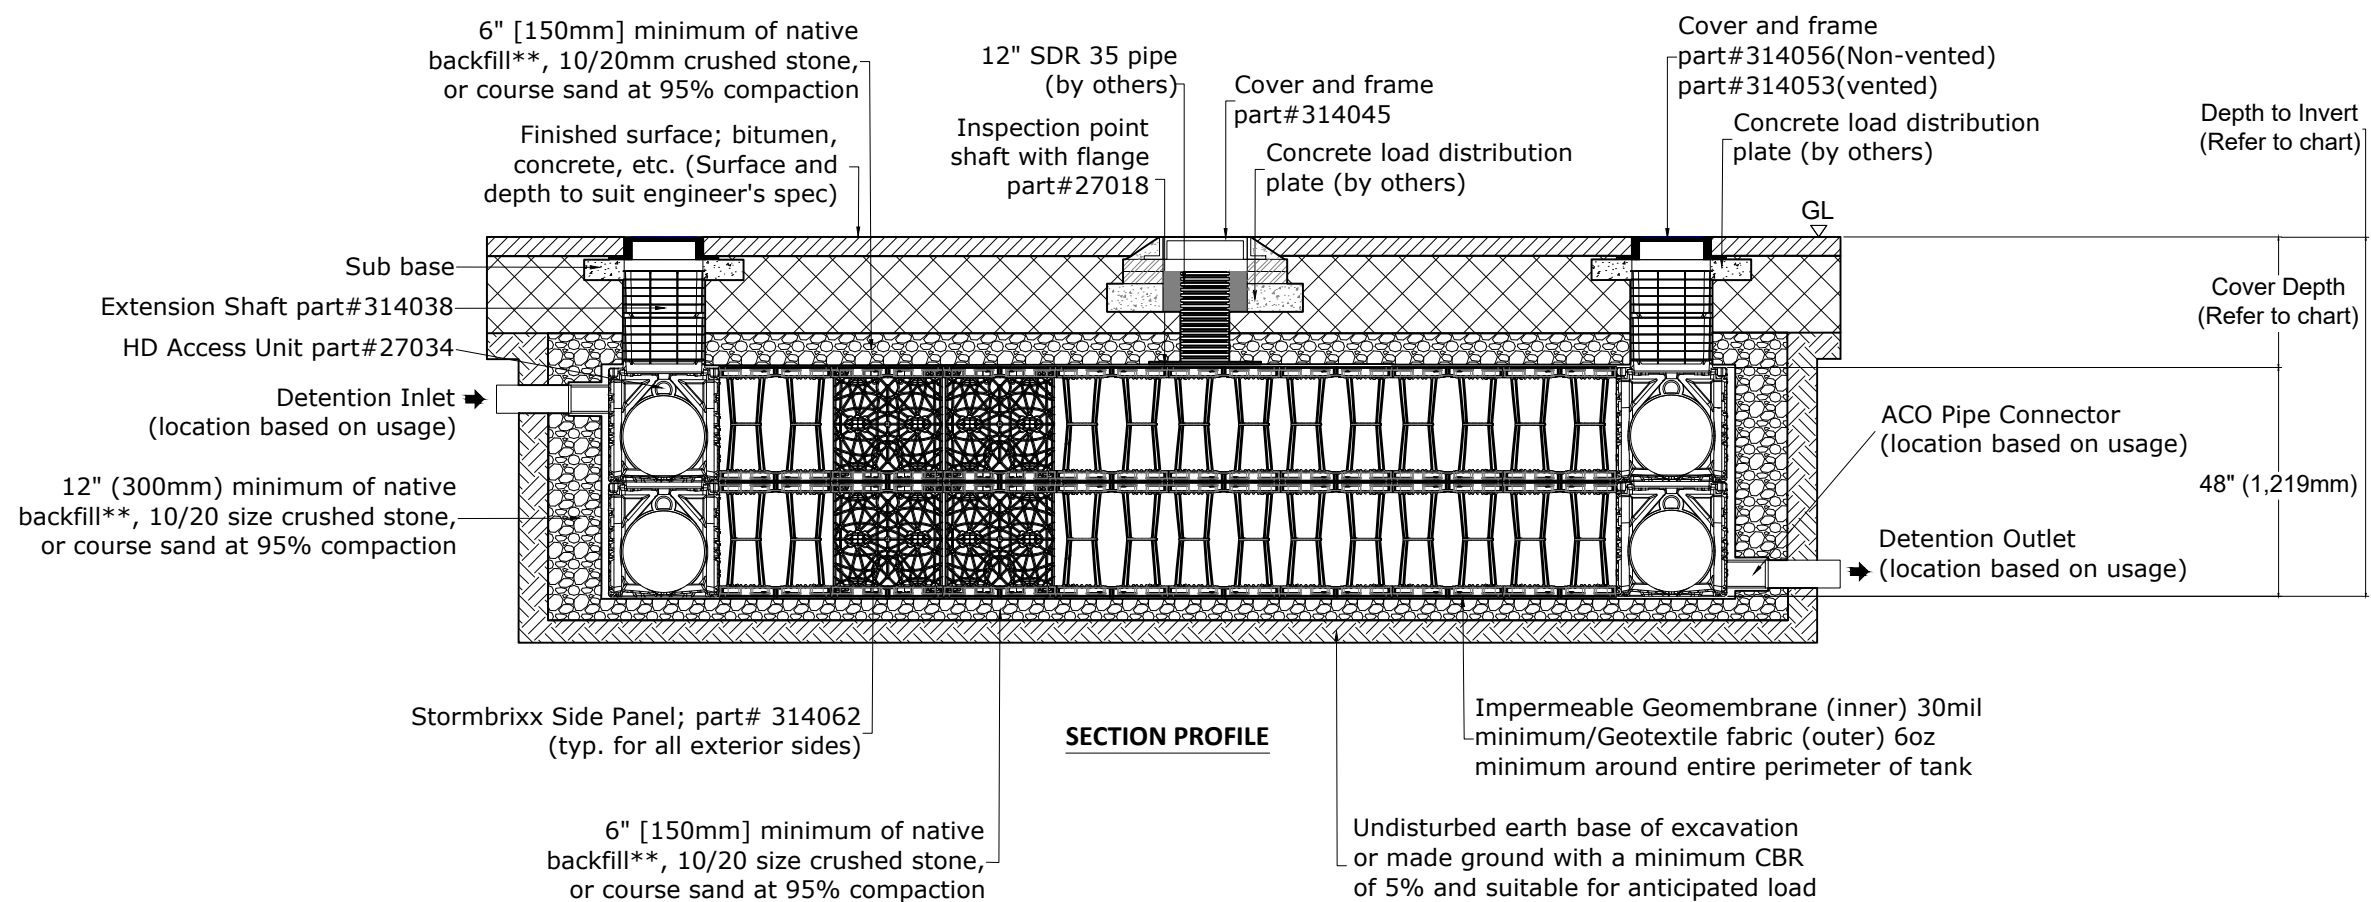 6" [150mm] minimum of native
backfill**, 10/20mm crushed stone,
or course sand at 95% compaction
Finished surface; bitumen,
concrete, etc. (Surface and
depth to suit engineer's spec)
12" SDR 35 pipe
(by others)
Inspection point
shaft with flange
part#27018
Cover and frame
part#314045
Concrete load distribution
plate (by others)
Cover and frame
part#314056(Non-vented)
part#314053(vented)
Concrete load distribution
plate (by others)
GL
Depth to Invert
(Refer to chart)
Cover Depth
(Refer to chart)
48" (1,219mm)
Sub base
Extension Shaft part#314038
HD Access Unit part#27034
Detention Inlet
(location based on usage)
12" (300mm) minimum of native
backfill**, 10/20 size crushed stone,
or course sand at 95% compaction
ACO Pipe Connector
(location based on usage)
Detention Outlet
(location based on usage)
Stormbrixx Side Panel; part# 314062
(typ. for all exterior sides)
SECTION PROFILE
Impermeable Geomembrane (inner) 30mil
minimum/Geotextile fabric (outer) 6oz
minimum around entire perimeter of tank
6" [150mm] minimum of native
backfill**, 10/20 size crushed stone,
or course sand at 95% compaction
Undisturbed earth base of excavation
or made ground with a minimum CBR
of 5% and suitable for anticipated load